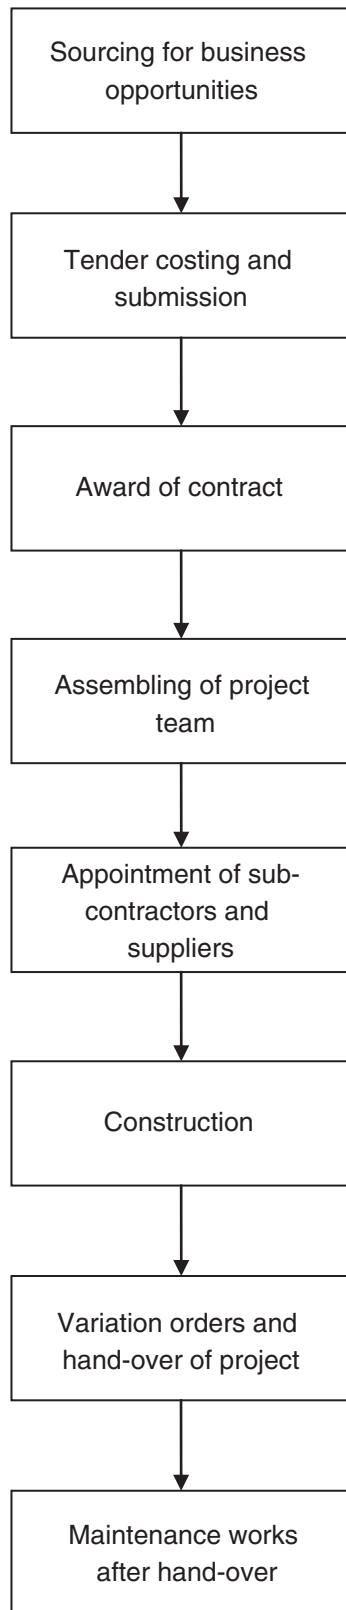 Sourcing for business
opportunities
Tender costing and
submission
Award of contract
Assembling of project
team
Appointment of sub-
contractors and
suppliers
Construction
Variation orders and
hand-over of project
Maintenance works
after hand-over